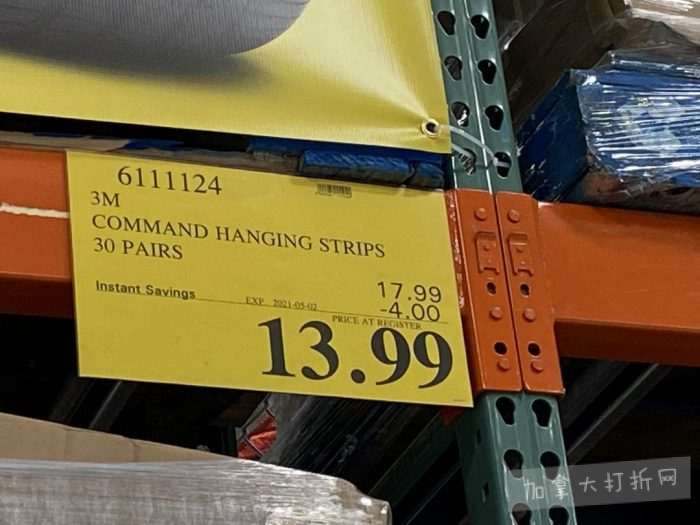 6111124
3M
COMMAND HANGING STRIPS
30 PAIRS
17.99
Instant Savings EXP 2021-05-02 -4.00
PRICE AT REGISTER
13.99
加拿大打折网